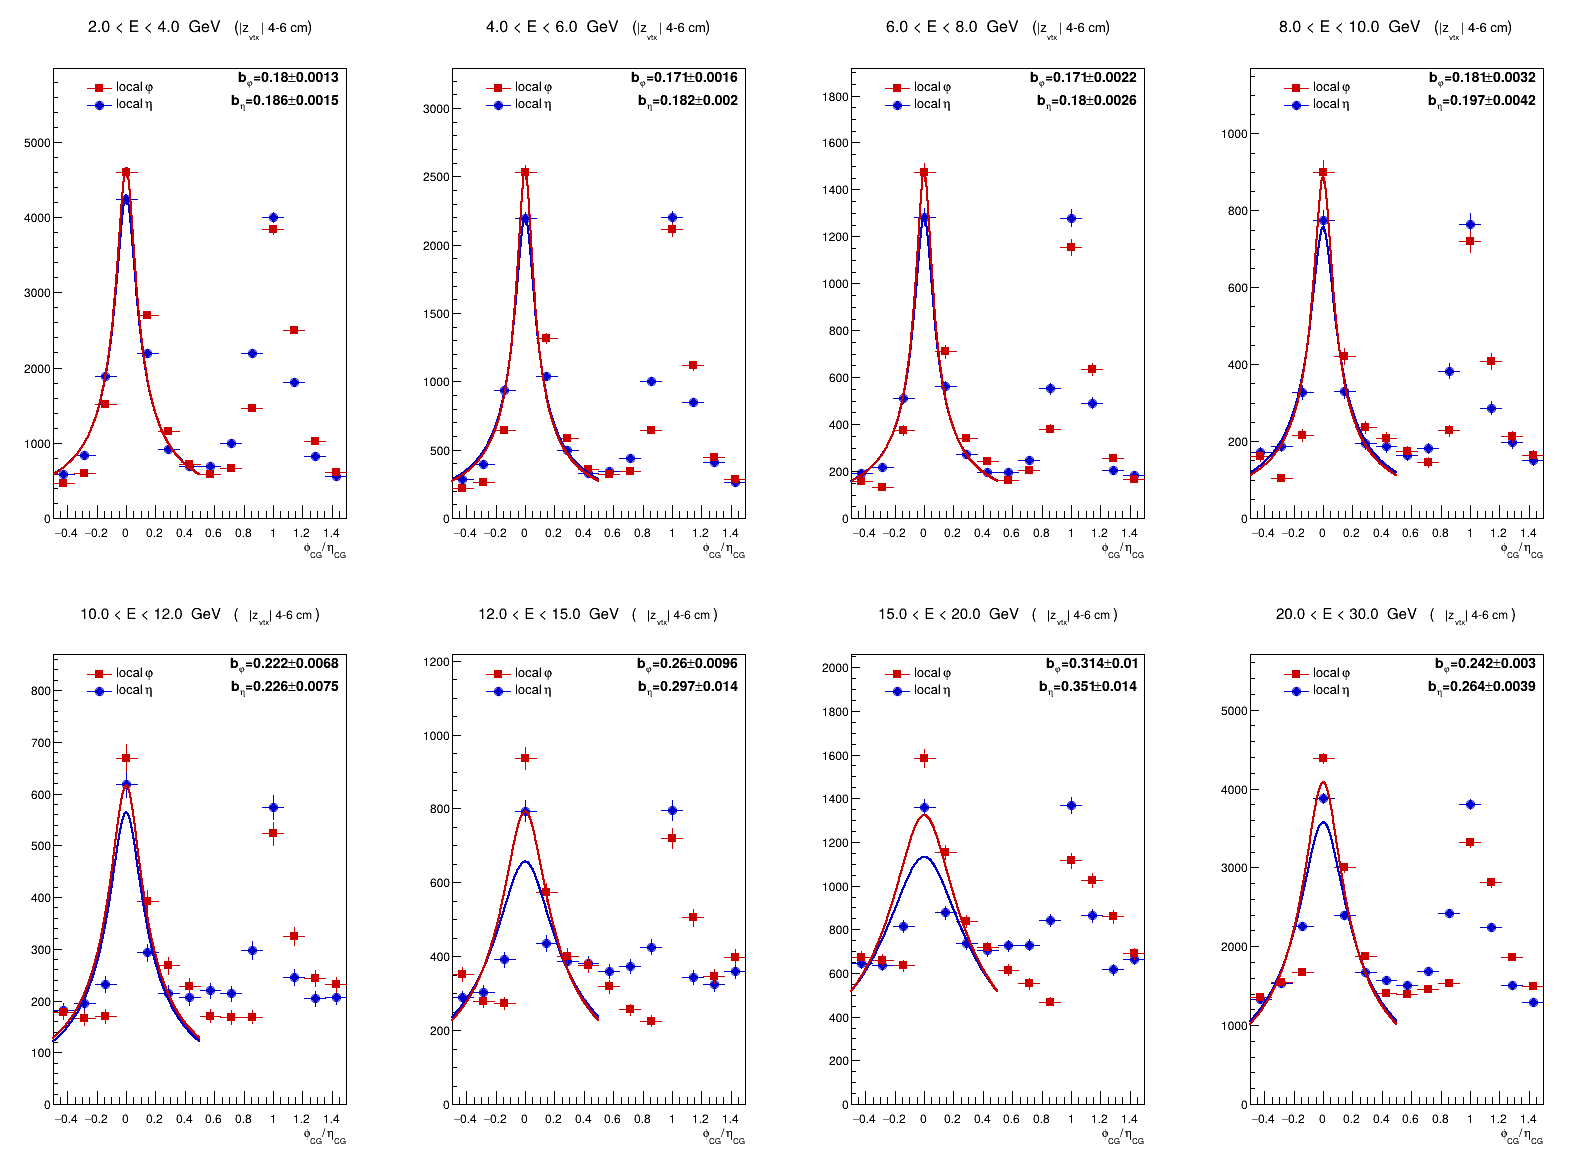 2.0 < E < 4.0 GeV (|z_vtx| 4-6 cm)
b_φ=0.18±0.0013
b_η=0.186±0.0015
local φ
local η
5000
4000
3000
2000
1000
0
−0.4 −0.2 0 0.2 0.4 0.6 0.8 1 1.2 1.4
ϕ_CG/η_CG
4.0 < E < 6.0 GeV (|z_vtx| 4-6 cm)
b_φ=0.171±0.0016
b_η=0.182±0.002
local φ
local η
3000
2500
2000
1500
1000
500
0
−0.4 −0.2 0 0.2 0.4 0.6 0.8 1 1.2 1.4
ϕ_CG/η_CG
6.0 < E < 8.0 GeV (|z_vtx| 4-6 cm)
b_φ=0.171±0.0022
b_η=0.18±0.0026
local φ
local η
1800
1600
1400
1200
1000
800
600
400
200
0
−0.4 −0.2 0 0.2 0.4 0.6 0.8 1 1.2 1.4
ϕ_CG/η_CG
8.0 < E < 10.0 GeV (|z_vtx| 4-6 cm)
b_φ=0.181±0.0032
b_η=0.197±0.0042
local φ
local η
1000
800
600
400
200
0
−0.4 −0.2 0 0.2 0.4 0.6 0.8 1 1.2 1.4
ϕ_CG/η_CG
10.0 < E < 12.0 GeV ( |z_vtx| 4-6 cm )
b_φ=0.222±0.0068
b_η=0.226±0.0075
local φ
local η
800
700
600
500
400
300
200
100
0
−0.4 −0.2 0 0.2 0.4 0.6 0.8 1 1.2 1.4
ϕ_CG/η_CG
12.0 < E < 15.0 GeV ( |z_vtx| 4-6 cm )
b_φ=0.26±0.0096
b_η=0.297±0.014
local φ
local η
1200
1000
800
600
400
200
0
−0.4 −0.2 0 0.2 0.4 0.6 0.8 1 1.2 1.4
ϕ_CG/η_CG
15.0 < E < 20.0 GeV ( |z_vtx| 4-6 cm )
b_φ=0.314±0.01
b_η=0.351±0.014
local φ
local η
2000
1800
1600
1400
1200
1000
800
600
400
200
0
−0.4 −0.2 0 0.2 0.4 0.6 0.8 1 1.2 1.4
ϕ_CG/η_CG
20.0 < E < 30.0 GeV ( |z_vtx| 4-6 cm )
b_φ=0.242±0.003
b_η=0.264±0.0039
local φ
local η
5000
4000
3000
2000
1000
0
−0.4 −0.2 0 0.2 0.4 0.6 0.8 1 1.2 1.4
ϕ_CG/η_CG